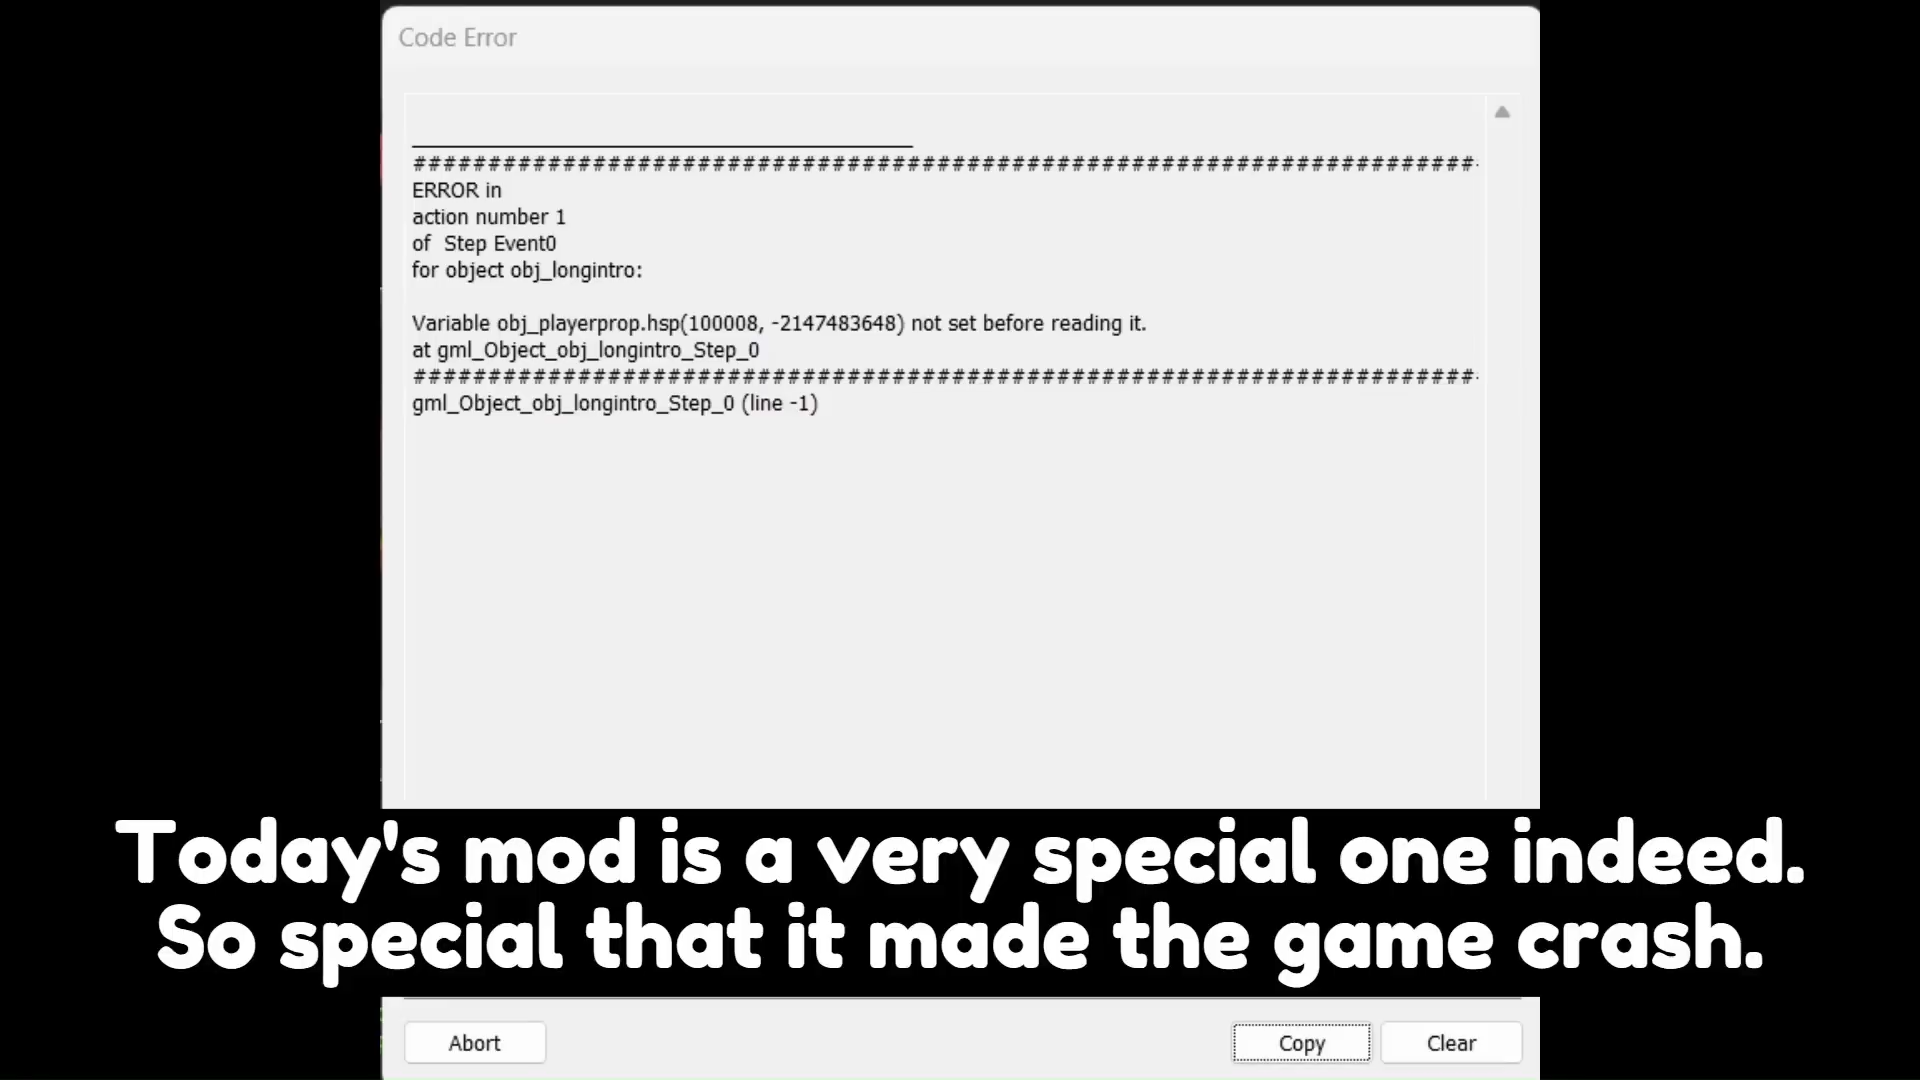 Code Error
________________________________________
#######################################################################
ERROR in
action number 1
of  Step Event0
for object obj_longintro:
Variable obj_playerprop.hsp(100008, -2147483648) not set before reading it.
at gml_Object_obj_longintro_Step_0
#######################################################################
gml_Object_obj_longintro_Step_0 (line -1)
Today's mod is a very special one indeed.
So special that it made the game crash.
Abort
Copy
Clear